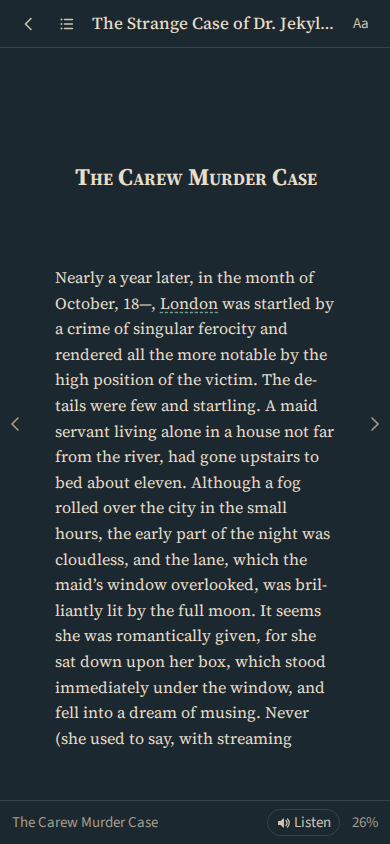 The Strange Case of Dr. Jekyl...
Aa
The Carew Murder Case
Nearly a year later, in the month of
October, 18—, London was startled by
a crime of singular ferocity and
rendered all the more notable by the
high position of the victim. The de-
tails were few and startling. A maid
servant living alone in a house not far
from the river, had gone upstairs to
bed about eleven. Although a fog
rolled over the city in the small
hours, the early part of the night was
cloudless, and the lane, which the
maid’s window overlooked, was bril-
liantly lit by the full moon. It seems
she was romantically given, for she
sat down upon her box, which stood
immediately under the window, and
fell into a dream of musing. Never
(she used to say, with streaming
The Carew Murder Case
Listen
26%